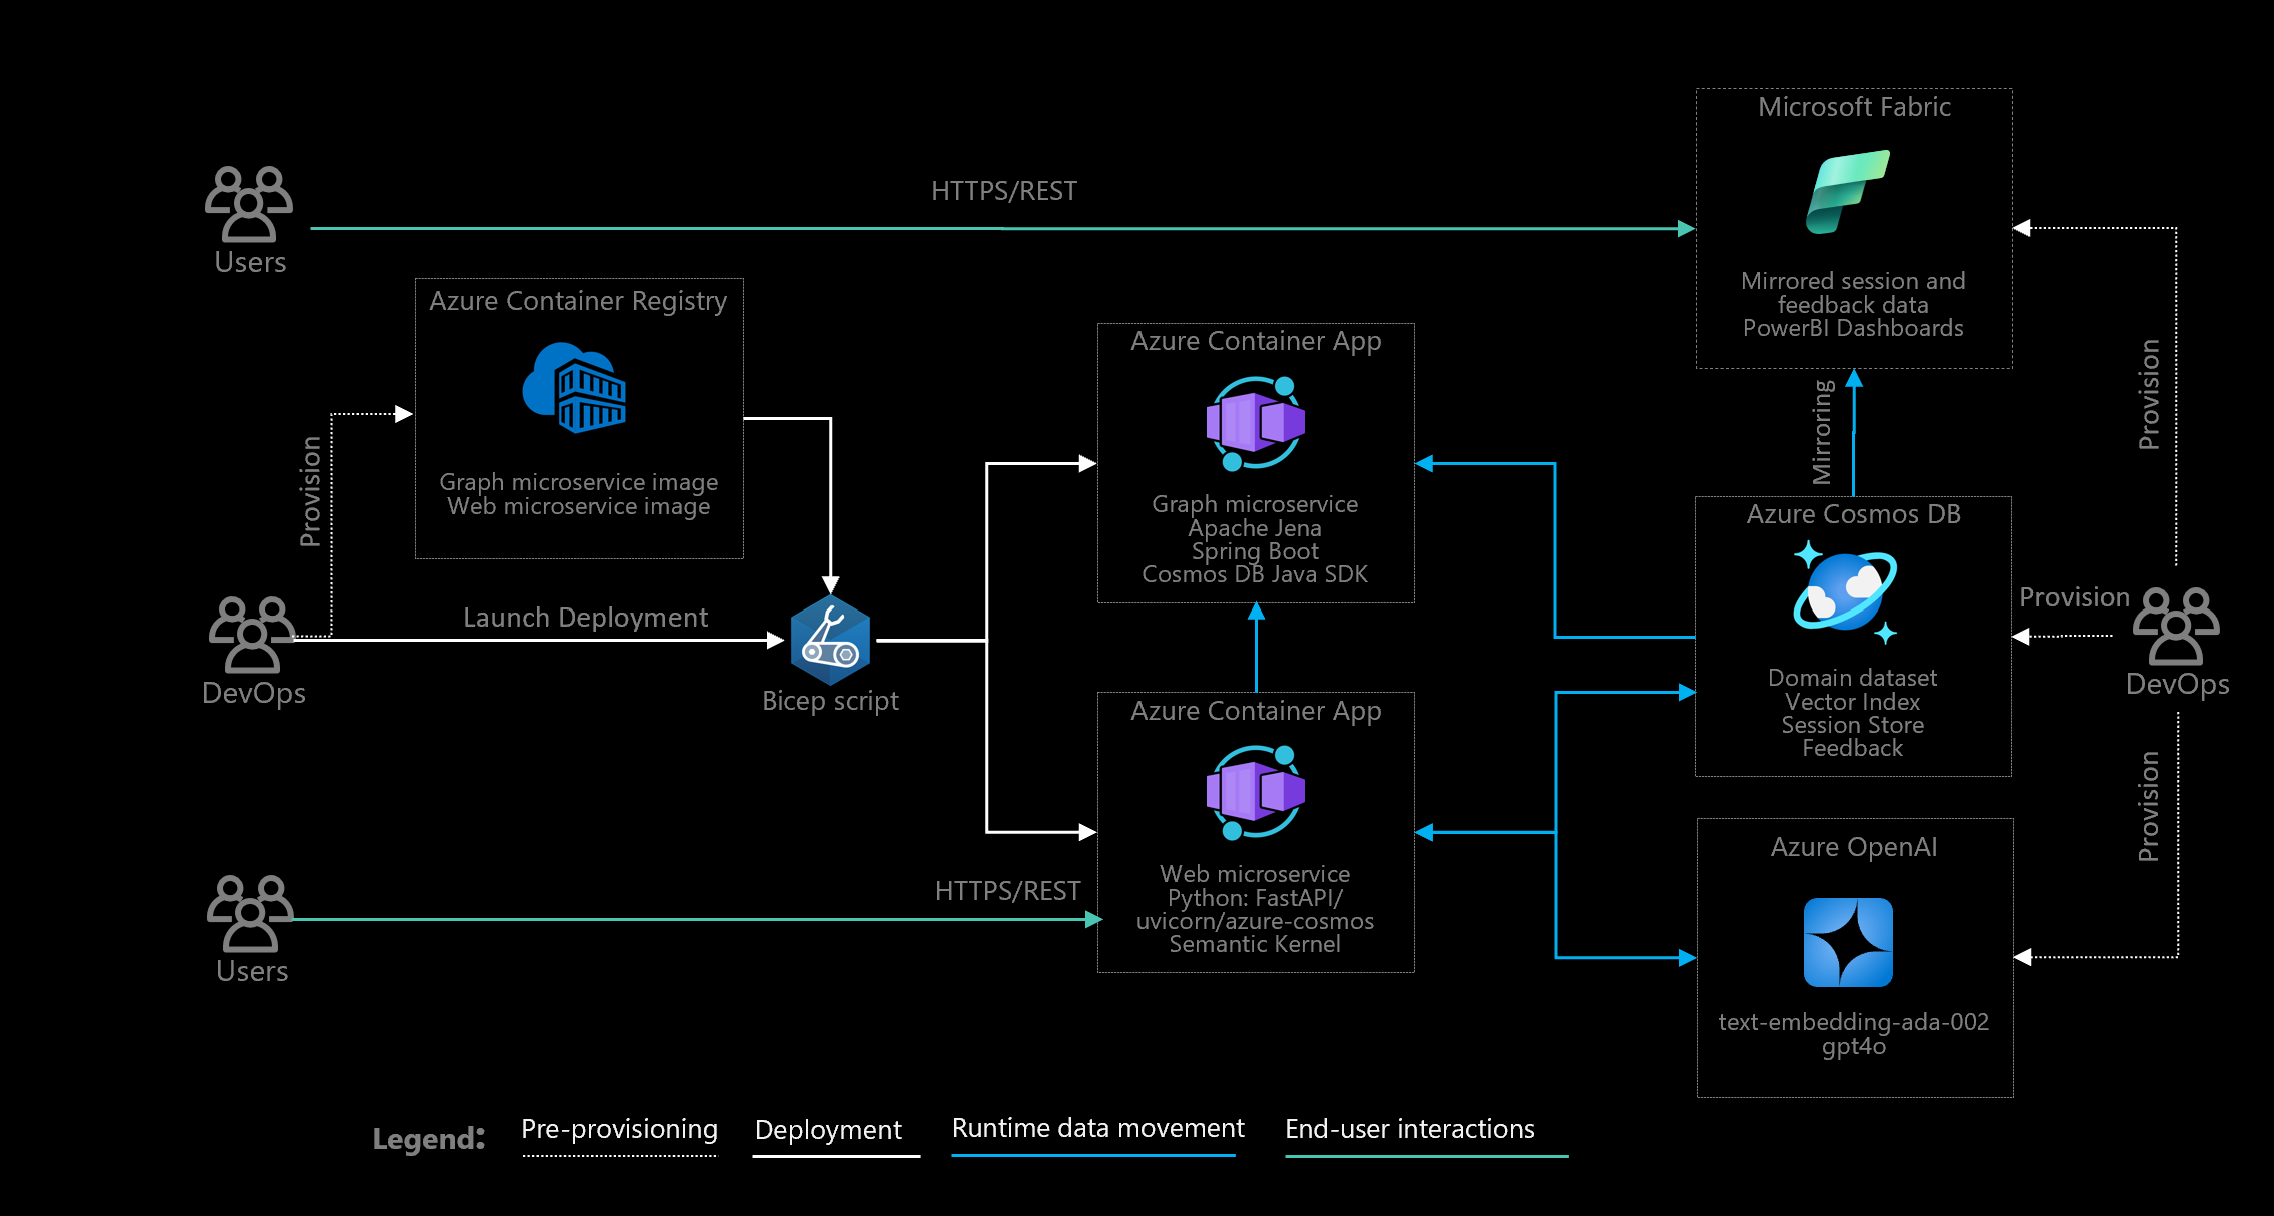 Microsoft Fabric
Mirrored session and
feedback data
PowerBI Dashboards
HTTPS/REST
Users
Azure Container Registry
Graph microservice image
Web microservice image
Provision
DevOps
Launch Deployment
Bicep script
Azure Container App
Graph microservice
Apache Jena
Spring Boot
Cosmos DB Java SDK
Mirroring
Provision
Azure Cosmos DB
Domain dataset
Vector Index
Session Store
Feedback
Provision
DevOps
Azure Container App
Web microservice
Python: FastAPI/
uvicorn/azure-cosmos
Semantic Kernel
HTTPS/REST
Users
Provision
Azure OpenAI
text-embedding-ada-002
gpt4o
Legend:
Pre-provisioning
Deployment
Runtime data movement
End-user interactions